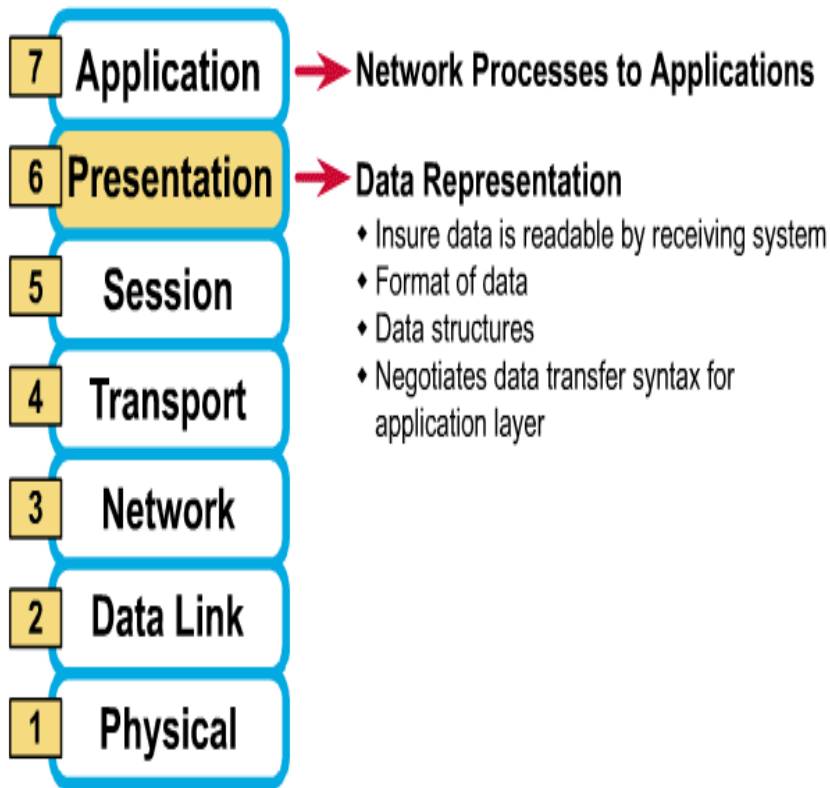 7 Application → Network Processes to Applications
6 Presentation → Data Representation
• Insure data is readable by receiving system
• Format of data
• Data structures
• Negotiates data transfer syntax for
application layer
5 Session
4 Transport
3 Network
2 Data Link
1 Physical